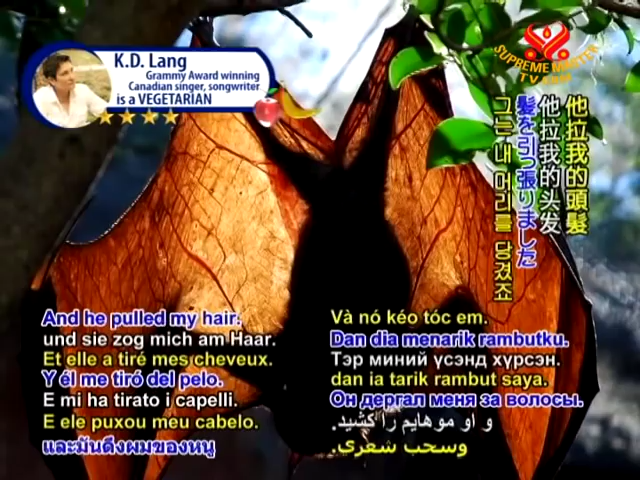 K.D. Lang
Grammy Award winning
Canadian singer, songwriter
is a VEGETARIAN
SUPREME MASTER
TV
他拉我的頭髮
他拉我的头发
髪を引っ張りました
그는 내 머리를 당겼죠
And he pulled my hair.
und sie zog mich am Haar.
Et elle a tiré mes cheveux.
Y él me tiró del pelo.
E mi ha tirato i capelli.
E ele puxou meu cabelo.
และมันดึงผมของหนู
Và nó kéo tóc em.
Dan dia menarik rambutku.
Тэр миний үсэнд хүрсэн.
dan ia tarik rambut saya.
Он дергал меня за волосы.
و او موهایم را کشید.
وسحب شعري.